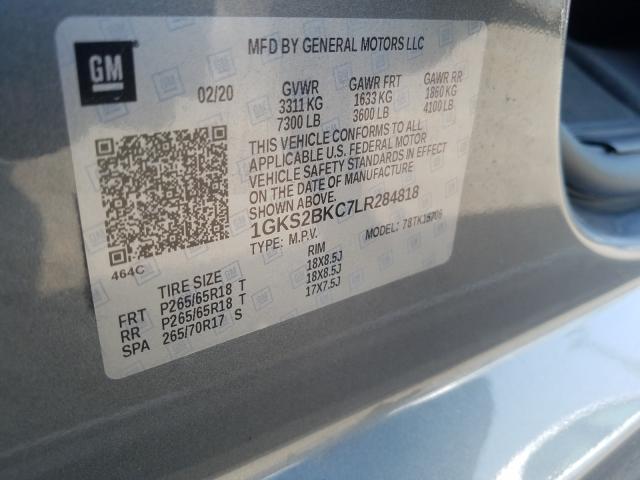 GM
MFD BY GENERAL MOTORS LLC
02/20
GVWR GAWR FRT GAWR RR
3311 KG 1633 KG 1860 KG
7300 LB 3600 LB 4100 LB
THIS VEHICLE CONFORMS TO ALL
APPLICABLE U.S. FEDERAL MOTOR
VEHICLE SAFETY STANDARDS IN EFFECT
ON THE DATE OF MANUFACTURE
SHOWN ABOVE.
1GKS2BKC7LR284818
TYPE: M.P.V. MODEL: 78TK15706
464C
TIRE SIZE RIM
FRT P265/65R18 T 18X8.5J
RR P265/65R18 T 18X8.5J
SPA 265/70R17 S 17X7.5J